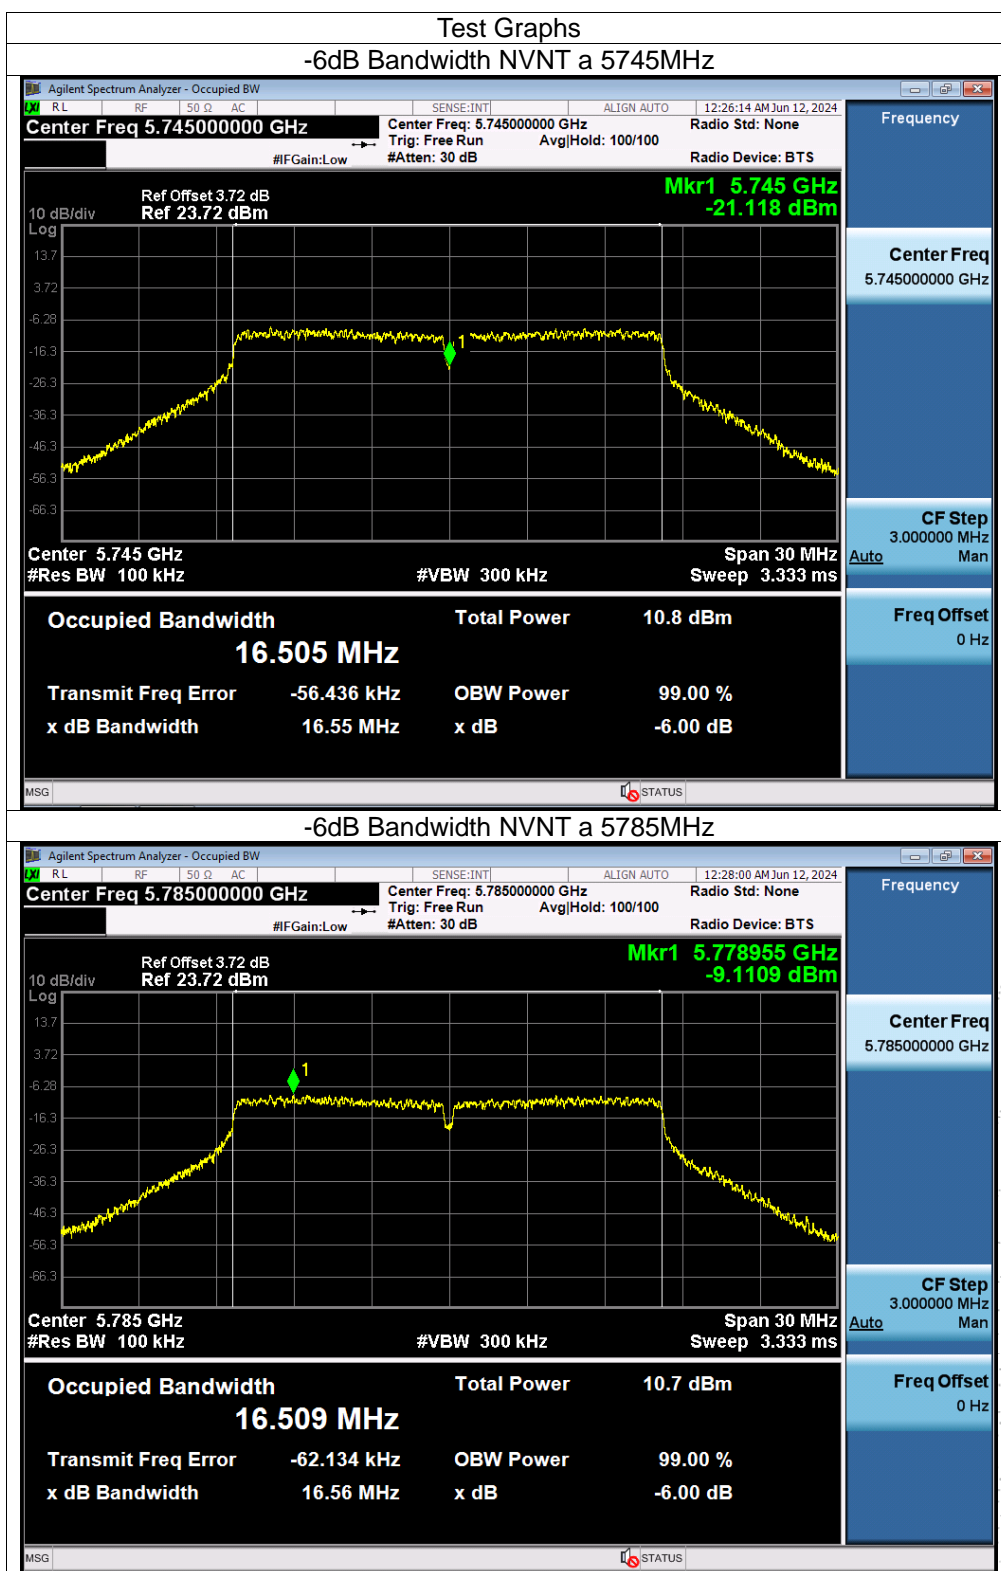 Test Graphs
-6dB Bandwidth NVNT a 5745MHz
Agilent Spectrum Analyzer - Occupied BW
LXI RL RF 50 Ω AC SENSE:INT ALIGN AUTO 12:26:14 AM Jun 12, 2024
Center Freq 5.745000000 GHz
Center Freq: 5.745000000 GHz
Radio Std: None
Trig: Free Run Avg|Hold: 100/100
#IFGain:Low #Atten: 30 dB Radio Device: BTS
Frequency
Mkr1 5.745 GHz
-21.118 dBm
Ref Offset 3.72 dB
10 dB/div Ref 23.72 dBm
Log
13.7
3.72
-6.28
-16.3
-26.3
-36.3
-46.3
-56.3
-66.3
1
Center 5.745 GHz Span 30 MHz
#Res BW 100 kHz #VBW 300 kHz Sweep 3.333 ms
Center Freq
5.745000000 GHz
CF Step
3.000000 MHz
Auto Man
Freq Offset
0 Hz
Occupied Bandwidth Total Power 10.8 dBm
16.505 MHz
Transmit Freq Error -56.436 kHz OBW Power 99.00 %
x dB Bandwidth 16.55 MHz x dB -6.00 dB
MSG STATUS
-6dB Bandwidth NVNT a 5785MHz
Agilent Spectrum Analyzer - Occupied BW
LXI RL RF 50 Ω AC SENSE:INT ALIGN AUTO 12:28:00 AM Jun 12, 2024
Center Freq 5.785000000 GHz
Center Freq: 5.785000000 GHz
Radio Std: None
Trig: Free Run Avg|Hold: 100/100
#IFGain:Low #Atten: 30 dB Radio Device: BTS
Frequency
Mkr1 5.778955 GHz
-9.1109 dBm
Ref Offset 3.72 dB
10 dB/div Ref 23.72 dBm
Log
13.7
3.72
-6.28
-16.3
-26.3
-36.3
-46.3
-56.3
-66.3
1
Center 5.785 GHz Span 30 MHz
#Res BW 100 kHz #VBW 300 kHz Sweep 3.333 ms
Center Freq
5.785000000 GHz
CF Step
3.000000 MHz
Auto Man
Freq Offset
0 Hz
Occupied Bandwidth Total Power 10.7 dBm
16.509 MHz
Transmit Freq Error -62.134 kHz OBW Power 99.00 %
x dB Bandwidth 16.56 MHz x dB -6.00 dB
MSG STATUS